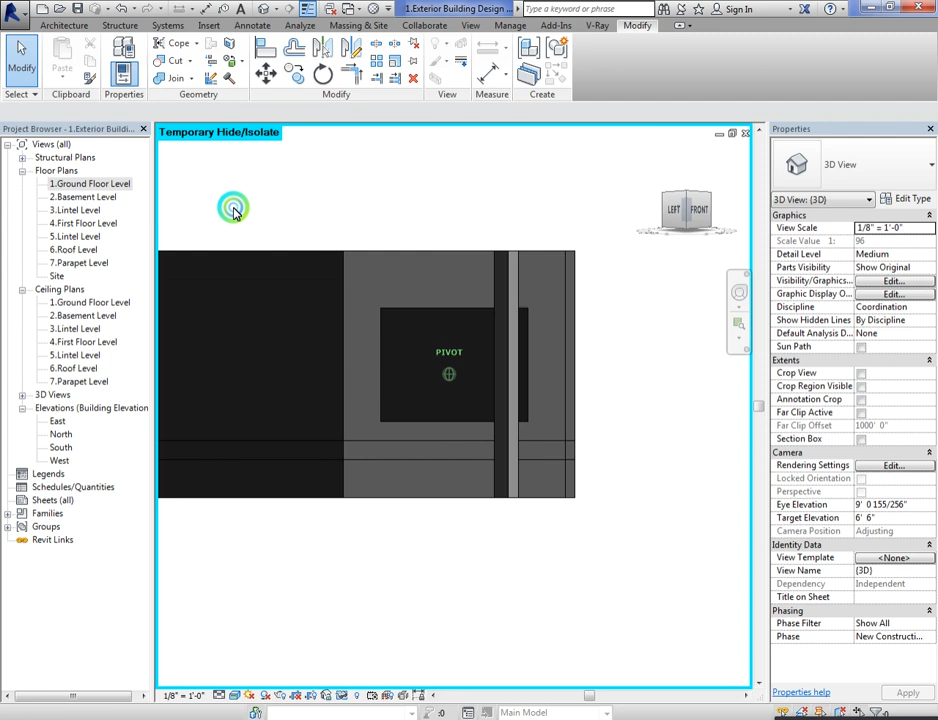 1.Exterior Building Design ...
Type a keyword or phrase
Sign In
Architecture Structure Systems Insert Annotate Analyze Massing & Site Collaborate View Manage Add-Ins V-Ray Modify
Modify
Paste
Cope
Cut
Join
Select Clipboard Properties Geometry Modify View Measure Create
Project Browser - 1.Exterior Buildi...
Views (all)
Structural Plans
Floor Plans
1.Ground Floor Level
2.Basement Level
3.Lintel Level
4.First Floor Level
5.Lintel Level
6.Roof Level
7.Parapet Level
Site
Ceiling Plans
1.Ground Floor Level
2.Basement Level
3.Lintel Level
4.First Floor Level
5.Lintel Level
6.Roof Level
7.Parapet Level
3D Views
Elevations (Building Elevation
East
North
South
West
Legends
Schedules/Quantities
Sheets (all)
Families
Groups
Revit Links
Temporary Hide/Isolate
LEFT FRONT
PIVOT
1/8" = 1'-0"
Properties
3D View
3D View: {3D} Edit Type
Graphics
View Scale 1/8" = 1'-0"
Scale Value 1: 96
Detail Level Medium
Parts Visibility Show Original
Visibility/Graphics... Edit...
Graphic Display O... Edit...
Discipline Coordination
Show Hidden Lines By Discipline
Default Analysis D... None
Sun Path
Extents
Crop View
Crop Region Visible
Annotation Crop
Far Clip Active
Far Clip Offset 1000' 0"
Section Box
Camera
Rendering Settings Edit...
Locked Orientation
Perspective
Eye Elevation 9' 0 155/256"
Target Elevation 6' 6"
Camera Position Adjusting
Identity Data
View Template <None>
View Name {3D}
Dependency Independent
Title on Sheet
Phasing
Phase Filter Show All
Phase New Constructi...
Properties help Apply
:0 Main Model